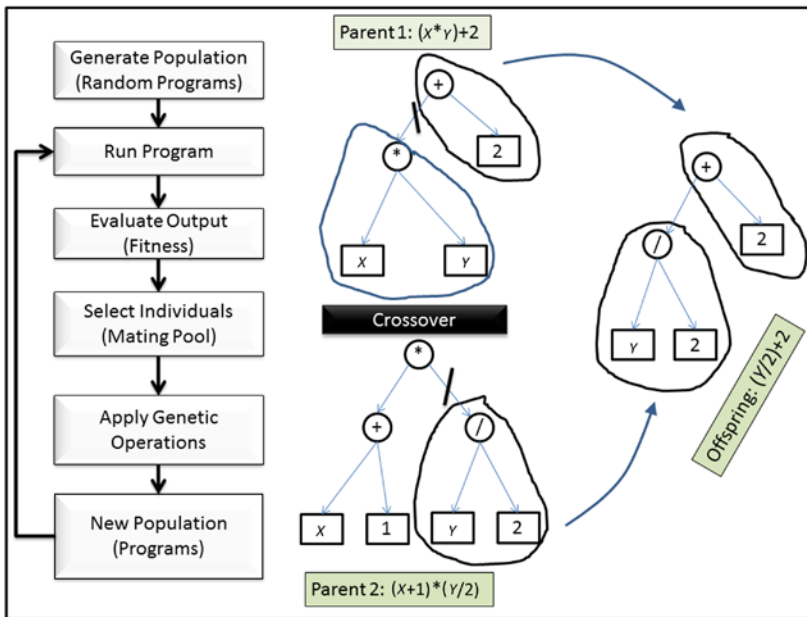 Generate Population
(Random Programs)
Run Program
Evaluate Output
(Fitness)
Select Individuals
(Mating Pool)
Apply Genetic
Operations
New Population
(Programs)
Parent 1: (X*Y)+2
+
*
2
X
Y
Crossover
*
+
/
X
1
Y
2
Parent 2: (X+1)*(Y/2)
+
/
2
Y
2
Offspring: (Y/2)+2